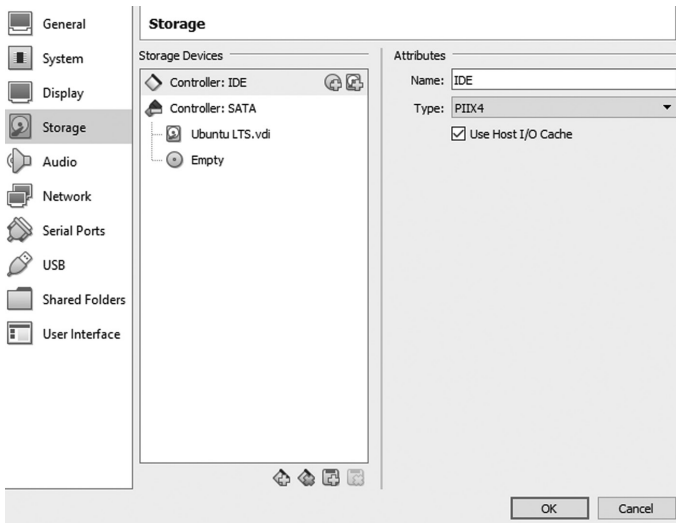 General
System
Display
Storage
Audio
Network
Serial Ports
USB
Shared Folders
User Interface
Storage
Storage Devices
Controller: IDE
Controller: SATA
Ubuntu LTS.vdi
Empty
Attributes
Name: IDE
Type: PIIX4
Use Host I/O Cache
OK Cancel